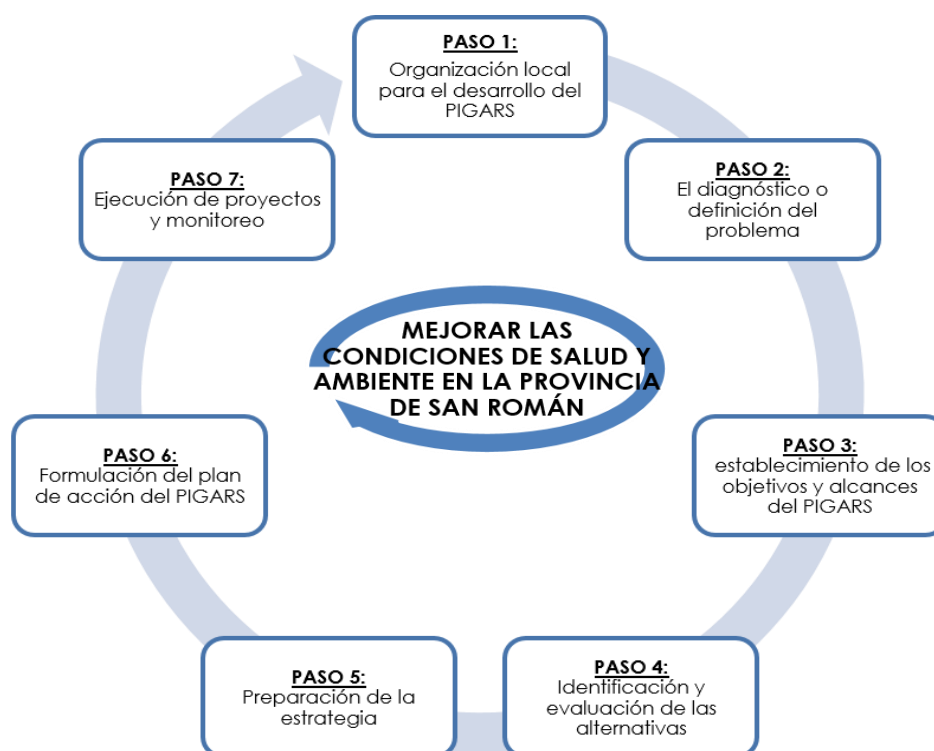 PASO 1:
Organización local
para el desarrollo del
PIGARS
PASO 2:
El diagnóstico o
definición del
problema
PASO 3:
establecimiento de los
objetivos y alcances
del PIGARS
PASO 4:
Identificación y
evaluación de las
alternativas
PASO 5:
Preparación de la
estrategia
PASO 6:
Formulación del plan
de acción del PIGARS
PASO 7:
Ejecución de proyectos
y monitoreo
MEJORAR LAS
CONDICIONES DE SALUD Y
AMBIENTE EN LA PROVINCIA
DE SAN ROMÁN